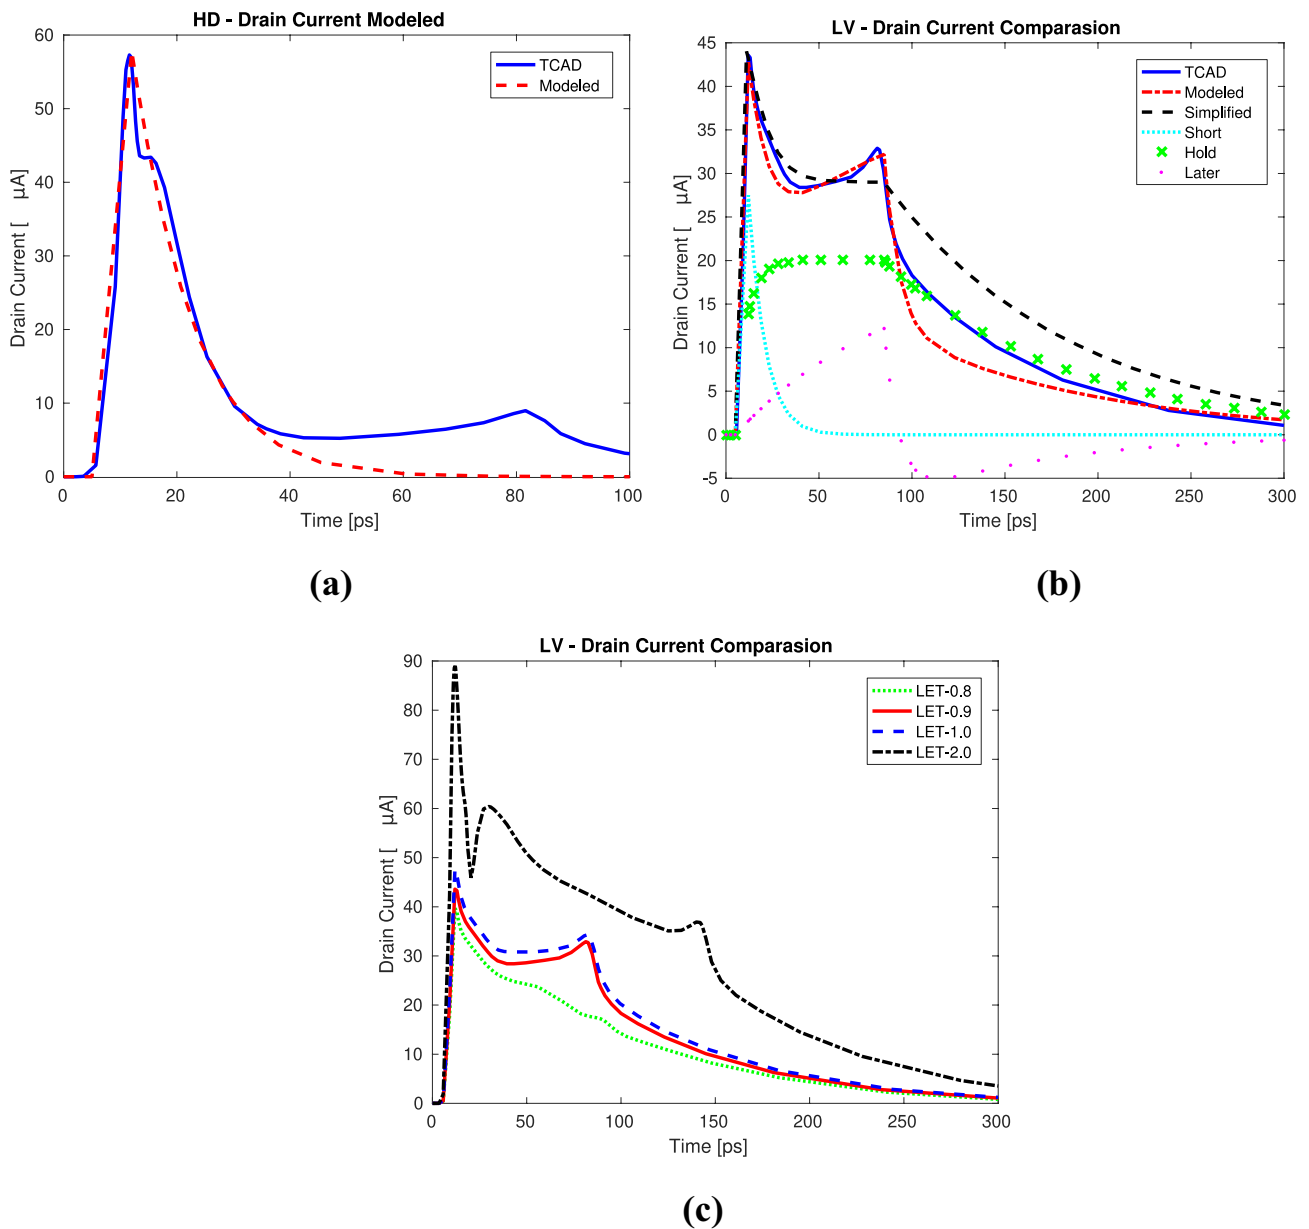 HD - Drain Current Modeled
60
50
40
30
20
10
0
Drain Current [ µA]
TCAD
Modeled
0 20 40 60 80 100
Time [ps]
(a)
LV - Drain Current Comparasion
45
40
35
30
25
20
15
10
5
0
-5
Drain Current [ µA]
TCAD
Modeled
Simplified
Short
Hold
Later
0 50 100 150 200 250 300
Time [ps]
(b)
LV - Drain Current Comparasion
90
80
70
60
50
40
30
20
10
0
Drain Current [ µA]
LET-0.8
LET-0.9
LET-1.0
LET-2.0
0 50 100 150 200 250 300
Time [ps]
(c)